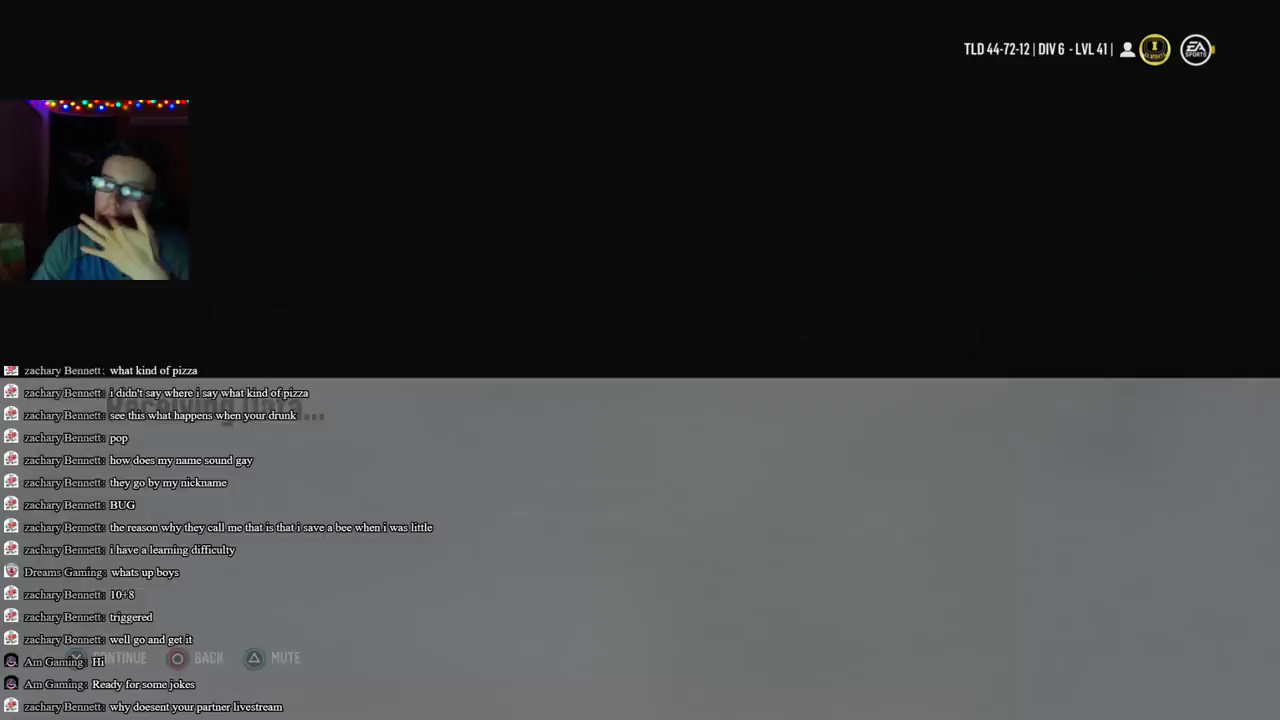 TLD 44-72-12 | DIV 6 - LVL 41 |
EA
SPORTS
zachary Bennett: what kind of pizza
zachary Bennett: i didn't say where i say what kind of pizza
Receiving Data...
zachary Bennett: see this what happens when your drunk
zachary Bennett: pop
zachary Bennett: how does my name sound gay
zachary Bennett: they go by my nickname
zachary Bennett: BUG
zachary Bennett: the reason why they call me that is that i save a bee when i was little
zachary Bennett: i have a learning difficulty
Dreams Gaming: whats up boys
zachary Bennett: 10+8
zachary Bennett: triggered
zachary Bennett: well go and get it
CONTINUE BACK MUTE
Am Gaming: Hi
Am Gaming: Ready for some jokes
zachary Bennett: why doesent your partner livestream